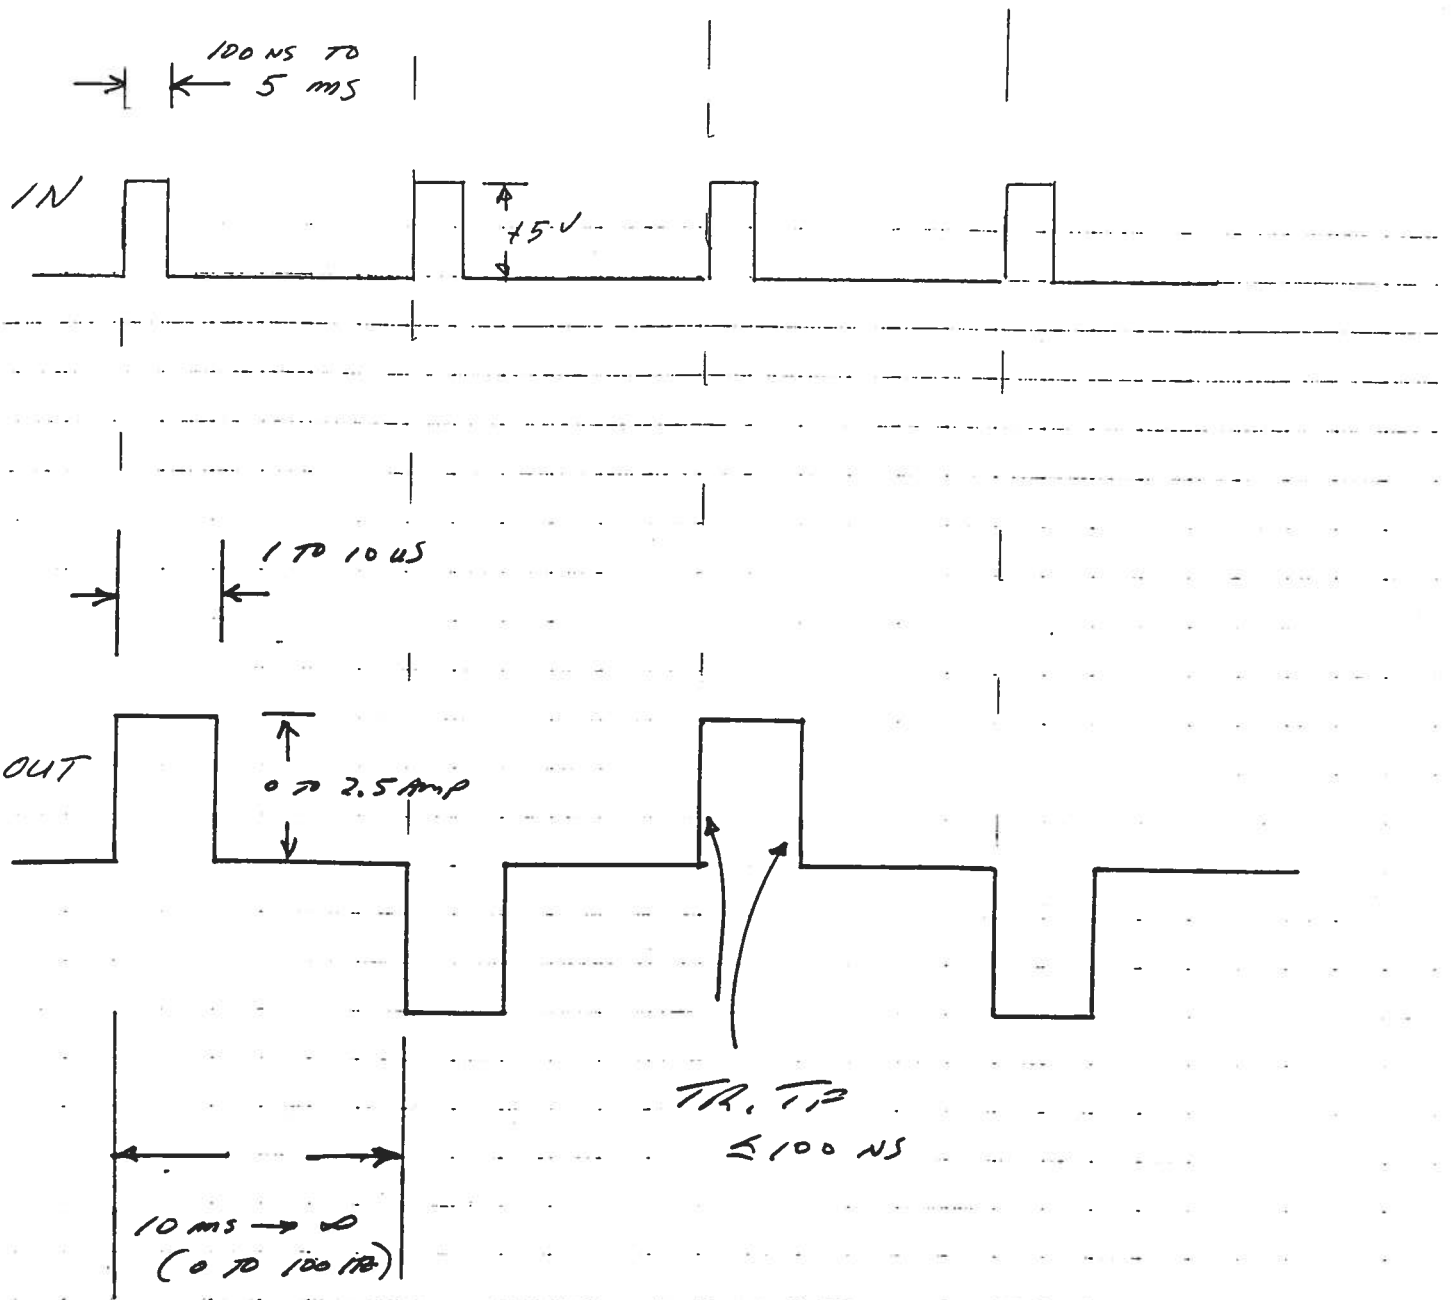 100 NS TO
5 mS
IN
+5V
1 TO 10 uS
OUT
0 TO 2.5 Amp
TR, TF
≤ 100 NS
10 ms → ∞
(0 TO 100 Hz)